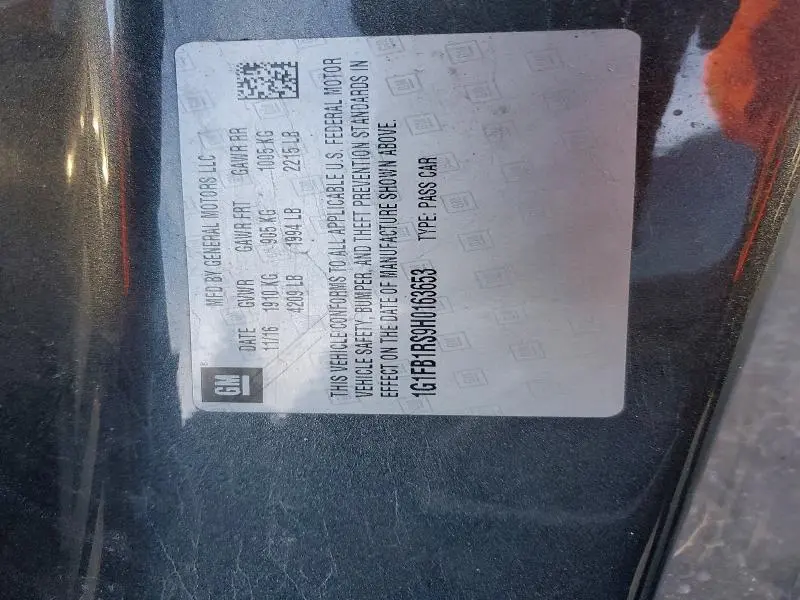 GM
MFD BY GENERAL MOTORS LLC
DATE GVWR GAWR FRT GAWR RR
11/16 1910 KG 905 KG 1005 KG
4209 LB 1994 LB 2215 LB
THIS VEHICLE CONFORMS TO ALL APPLICABLE U.S. FEDERAL MOTOR
VEHICLE SAFETY, BUMPER, AND THEFT PREVENTION STANDARDS IN
EFFECT ON THE DATE OF MANUFACTURE SHOWN ABOVE.
1G1FB1RS9H0163653 TYPE: PASS CAR